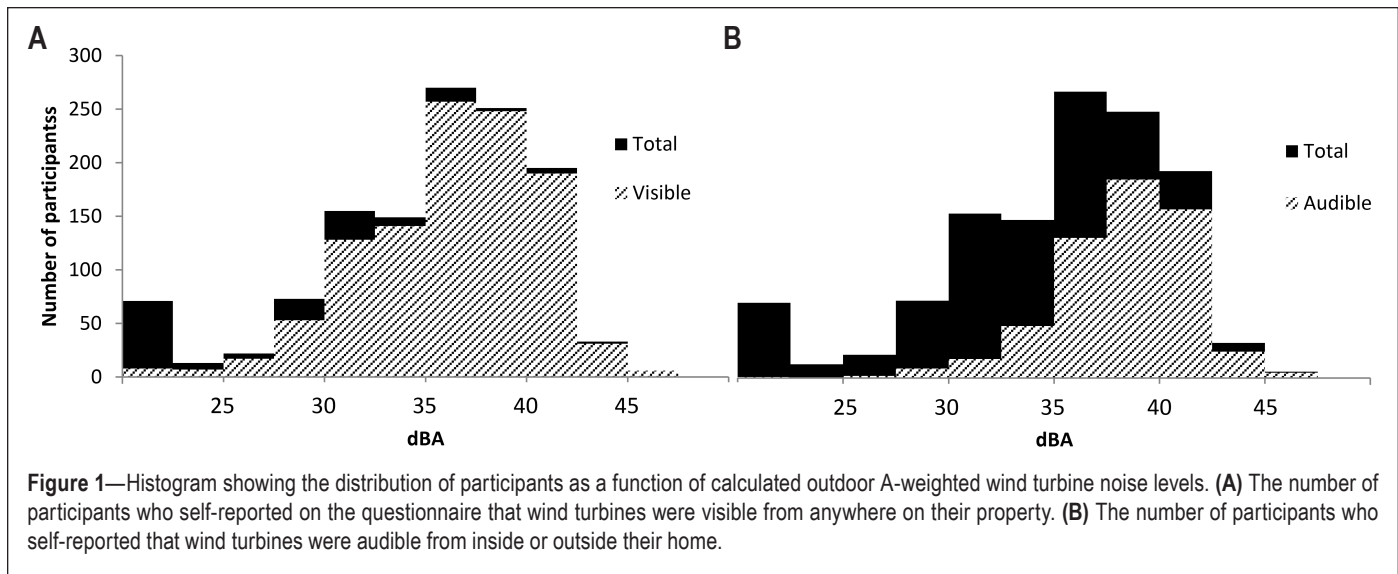 A
B
300
250
200
150
100
50
0
Number of participantss
Total
Visible
25 30 35 40 45
dBA
Total
Audible
25 30 35 40 45
dBA
Figure 1—Histogram showing the distribution of participants as a function of calculated outdoor A-weighted wind turbine noise levels. (A) The number of
participants who self-reported on the questionnaire that wind turbines were visible from anywhere on their property. (B) The number of participants who
self-reported that wind turbines were audible from inside or outside their home.